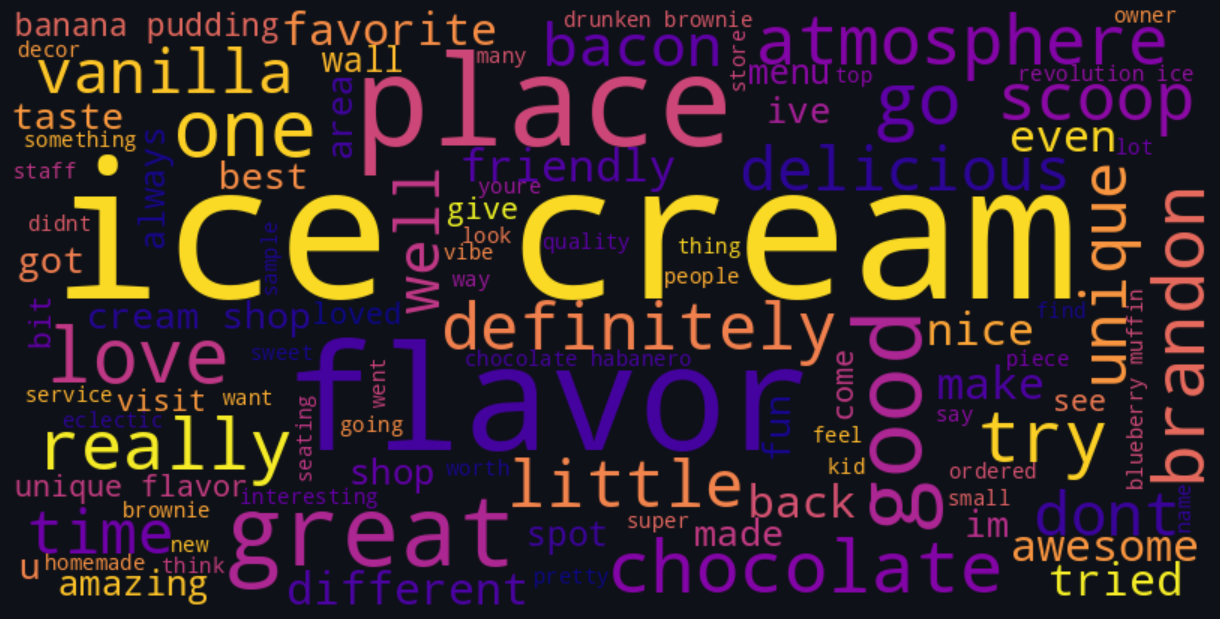 banana pudding
favorite
drunken brownie
owner
decor
vanilla
wall
many
bacon
store
atmosphere
menu
top
revolution ice
taste
one
area
place
ive
go
scoop
something
even
lot
always
staff
best
friendly
delicious
youre
well
unique
ice cream
give
didnt
look
quality
thing
brandon
got
sample
vibe
way
people
bit
cream shop
loved
definitely
good
nice
find
love
sweet
flavor
chocolate habanero
piece
blueberry muffin
went
come
make
service
visit
want
see
eclectic
seating
going
fun
say
really
feel
try
kid
shop
worth
little
ordered
unique flavor
interesting
back
small
dont
name
brownie
time
great
super
im
new
spot
made
awesome
u
homemade
think
amazing
different
pretty
chocolate
tried